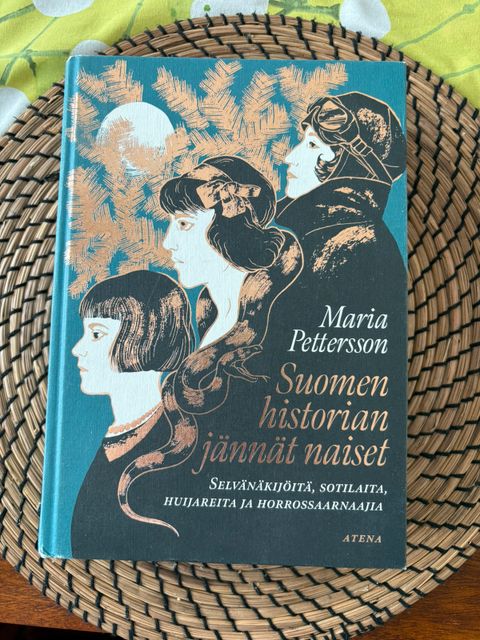 Maria
Pettersson
Suomen
historian
jännät naiset
SELVÄNÄKIJÖITÄ, SOTILAITA,
HUIJAREITA JA HORROSSAARNAAJIA
ATENA